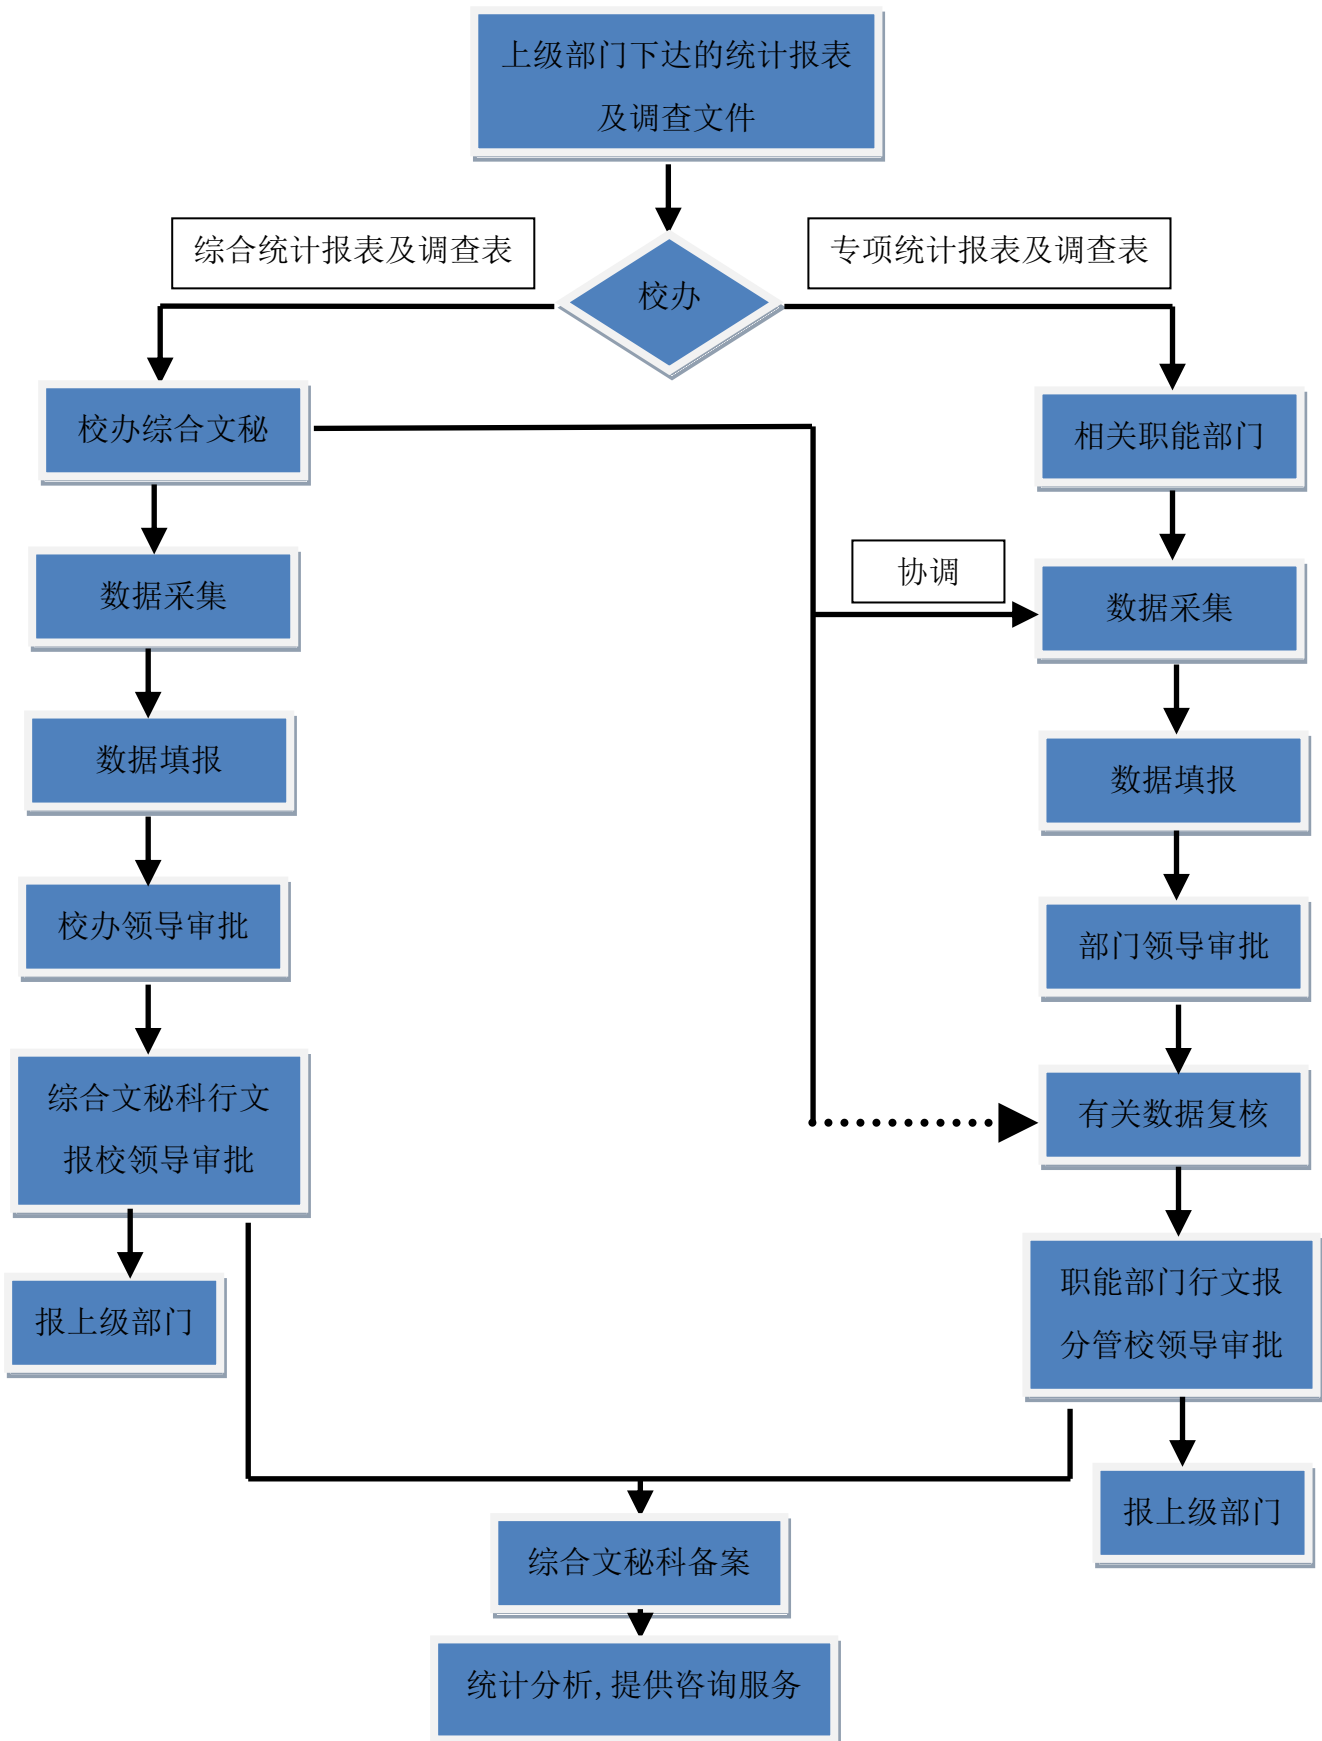 上级部门下达的统计报表
及调查文件
综合统计报表及调查表
专项统计报表及调查表
校办
校办综合文秘
相关职能部门
协调
数据采集
数据采集
数据填报
数据填报
校办领导审批
部门领导审批
综合文秘科行文
报校领导审批
有关数据复核
报上级部门
职能部门行文报
分管校领导审批
报上级部门
综合文秘科备案
统计分析,提供咨询服务